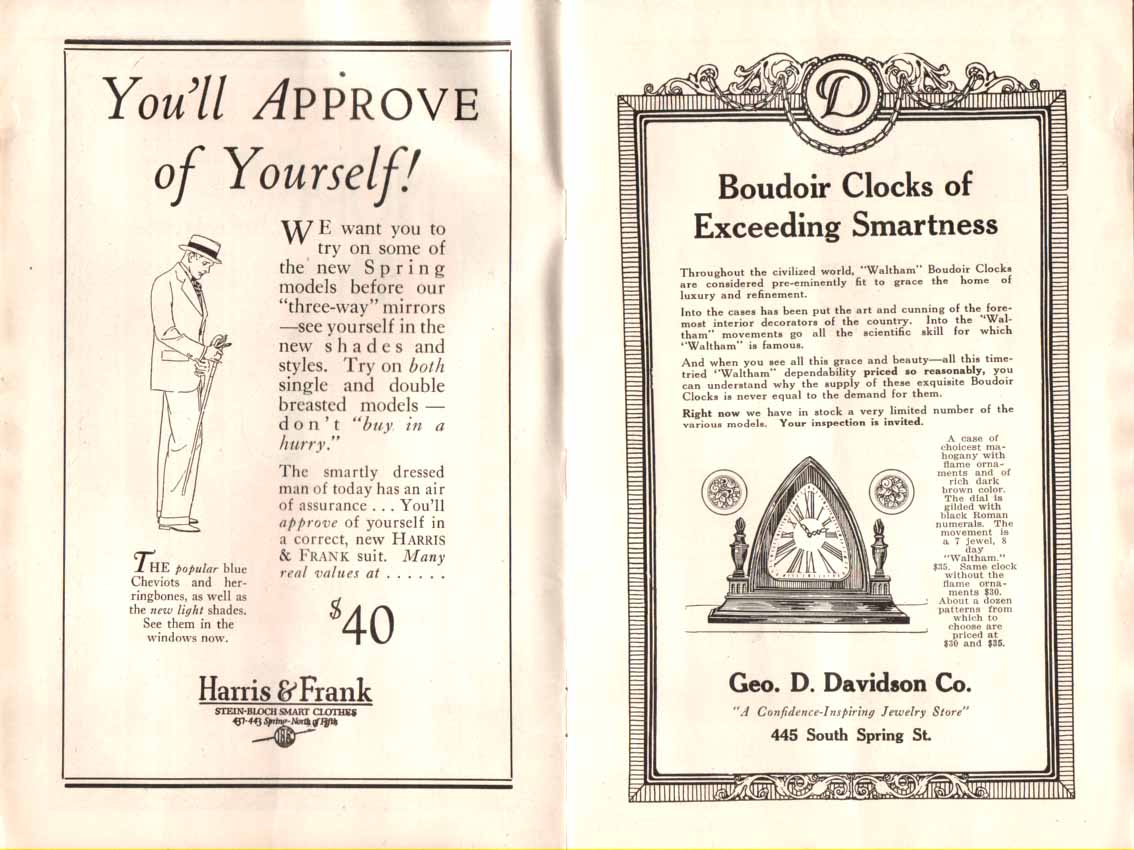 You'll APPROVE
of Yourself!
WE want you to
try on some of
the new Spring
models before our
"three-way" mirrors
—see yourself in the
new shades and
styles. Try on both
single and double
breasted models —
don't "buy in a
hurry."
The smartly dressed
man of today has an air
of assurance . . . You'll
approve of yourself in
a correct, new HARRIS
& FRANK suit. Many
real values at . . . . . .
$40
THE popular blue
Cheviots and her-
ringbones, as well as
the new light shades.
See them in the
windows now.
Harris & Frank
STEIN-BLOCH SMART CLOTHES
437-443 Spring - North of Fifth
D
Boudoir Clocks of
Exceeding Smartness
Throughout the civilized world, "Waltham" Boudoir Clocks
are considered pre-eminently fit to grace the home of
luxury and refinement.
Into the cases has been put the art and cunning of the fore-
most interior decorators of the country. Into the "Wal-
tham" movements go all the scientific skill for which
"Waltham" is famous.
And when you see all this grace and beauty—all this time-
tried "Waltham" dependability priced so reasonably, you
can understand why the supply of these exquisite Boudoir
Clocks is never equal to the demand for them.
Right now we have in stock a very limited number of the
various models. Your inspection is invited.
A case of
choicest ma-
hogany with
flame orna-
ments and of
rich dark
brown color.
The dial is
gilded with
black Roman
numerals. The
movement is
a 7 jewel, 8
day
"Waltham."
$35. Same clock
without the
flame orna-
ments $30.
About a dozen
patterns from
which to
choose are
priced at
$30 and $35.
Geo. D. Davidson Co.
"A Confidence-Inspiring Jewelry Store"
445 South Spring St.